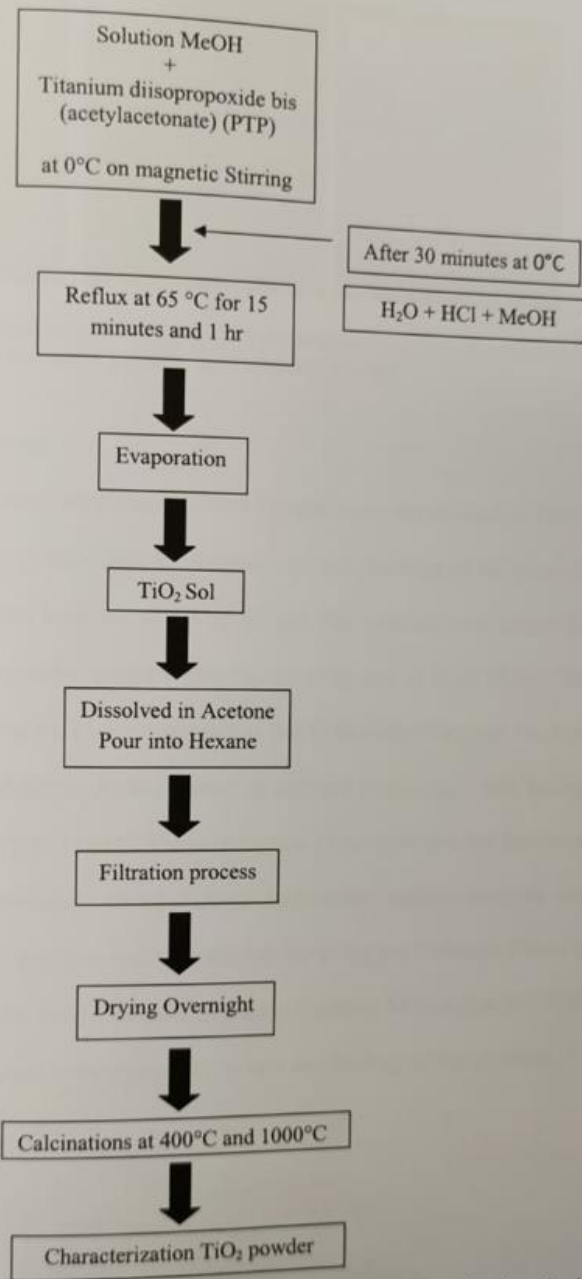 Solution MeOH
+
Titanium diisopropoxide bis
(acetylacetonate) (PTP)
at 0°C on magnetic Stirring
After 30 minutes at 0°C
H₂O + HCl + MeOH
Reflux at 65 °C for 15
minutes and 1 hr
Evaporation
TiO₂ Sol
Dissolved in Acetone
Pour into Hexane
Filtration process
Drying Overnight
Calcinations at 400°C and 1000°C
Characterization TiO₂ powder